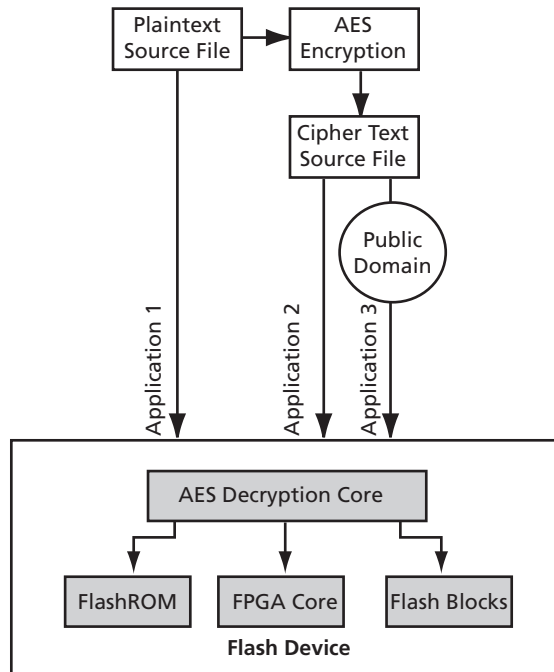 Plaintext
Source File
AES
Encryption
Cipher Text
Source File
Public
Domain
Application 1
Application 2
Application 3
AES Decryption Core
FlashROM
FPGA Core
Flash Blocks
Flash Device